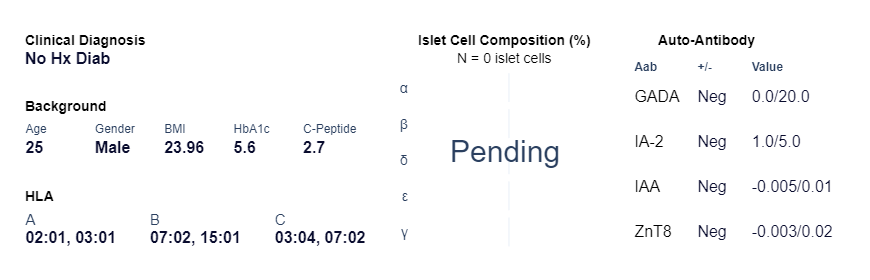 Clinical Diagnosis
No Hx Diab
Background
Age Gender BMI HbA1c C-Peptide
25 Male 23.96 5.6 2.7
HLA
A B C
02:01, 03:01 07:02, 15:01 03:04, 07:02
Islet Cell Composition (%)
N = 0 islet cells
α
β
δ
ε
γ
Pending
Auto-Antibody
Aab +/- Value
GADA Neg 0.0/20.0
IA-2 Neg 1.0/5.0
IAA Neg -0.005/0.01
ZnT8 Neg -0.003/0.02